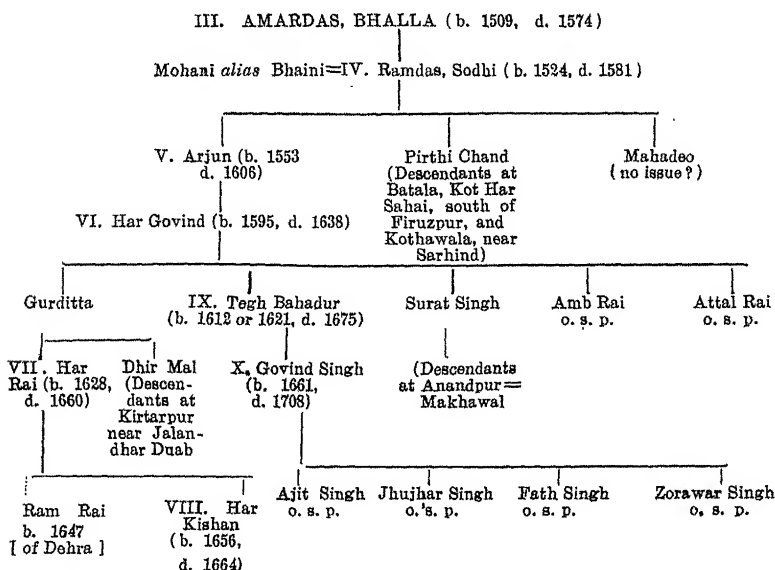 III. AMARDAS, BHALLA (b. 1509, d. 1574)
Mohani alias Bhaini=IV. Ramdas, Sodhi (b. 1524, d. 1581)
V. Arjun (b. 1553
d. 1606)
Pirthi Chand
(Descendants at
Batala, Kot Har
Sahai, south of
Firuzpur, and
Kothawala, near
Sarhind)
Mahadeo
(no issue?)
VI. Har Govind (b. 1595, d. 1638)
Gurditta
IX. Tegh Bahadur
(b. 1612 or 1621, d. 1675)
Surat Singh
Amb Rai
o. s. p.
Attal Rai
o. s. p.
VII. Har
Rai (b. 1628,
d. 1660)
Dhir Mal
(Descen-
dants at
Kirtarpur
near Jalan-
dhar Duab
X. Govind Singh
(b. 1661,
d. 1708)
(Descendants
at Anandpur=
Makhawal
Ram Rai
b. 1647
[ of Dehra ]
VIII. Har
Kishan
(b. 1656,
d. 1664)
Ajit Singh
o. s. p.
Jhujhar Singh
o. s. p.
Fath Singh
o. s. p.
Zorawar Singh
o. s. p.